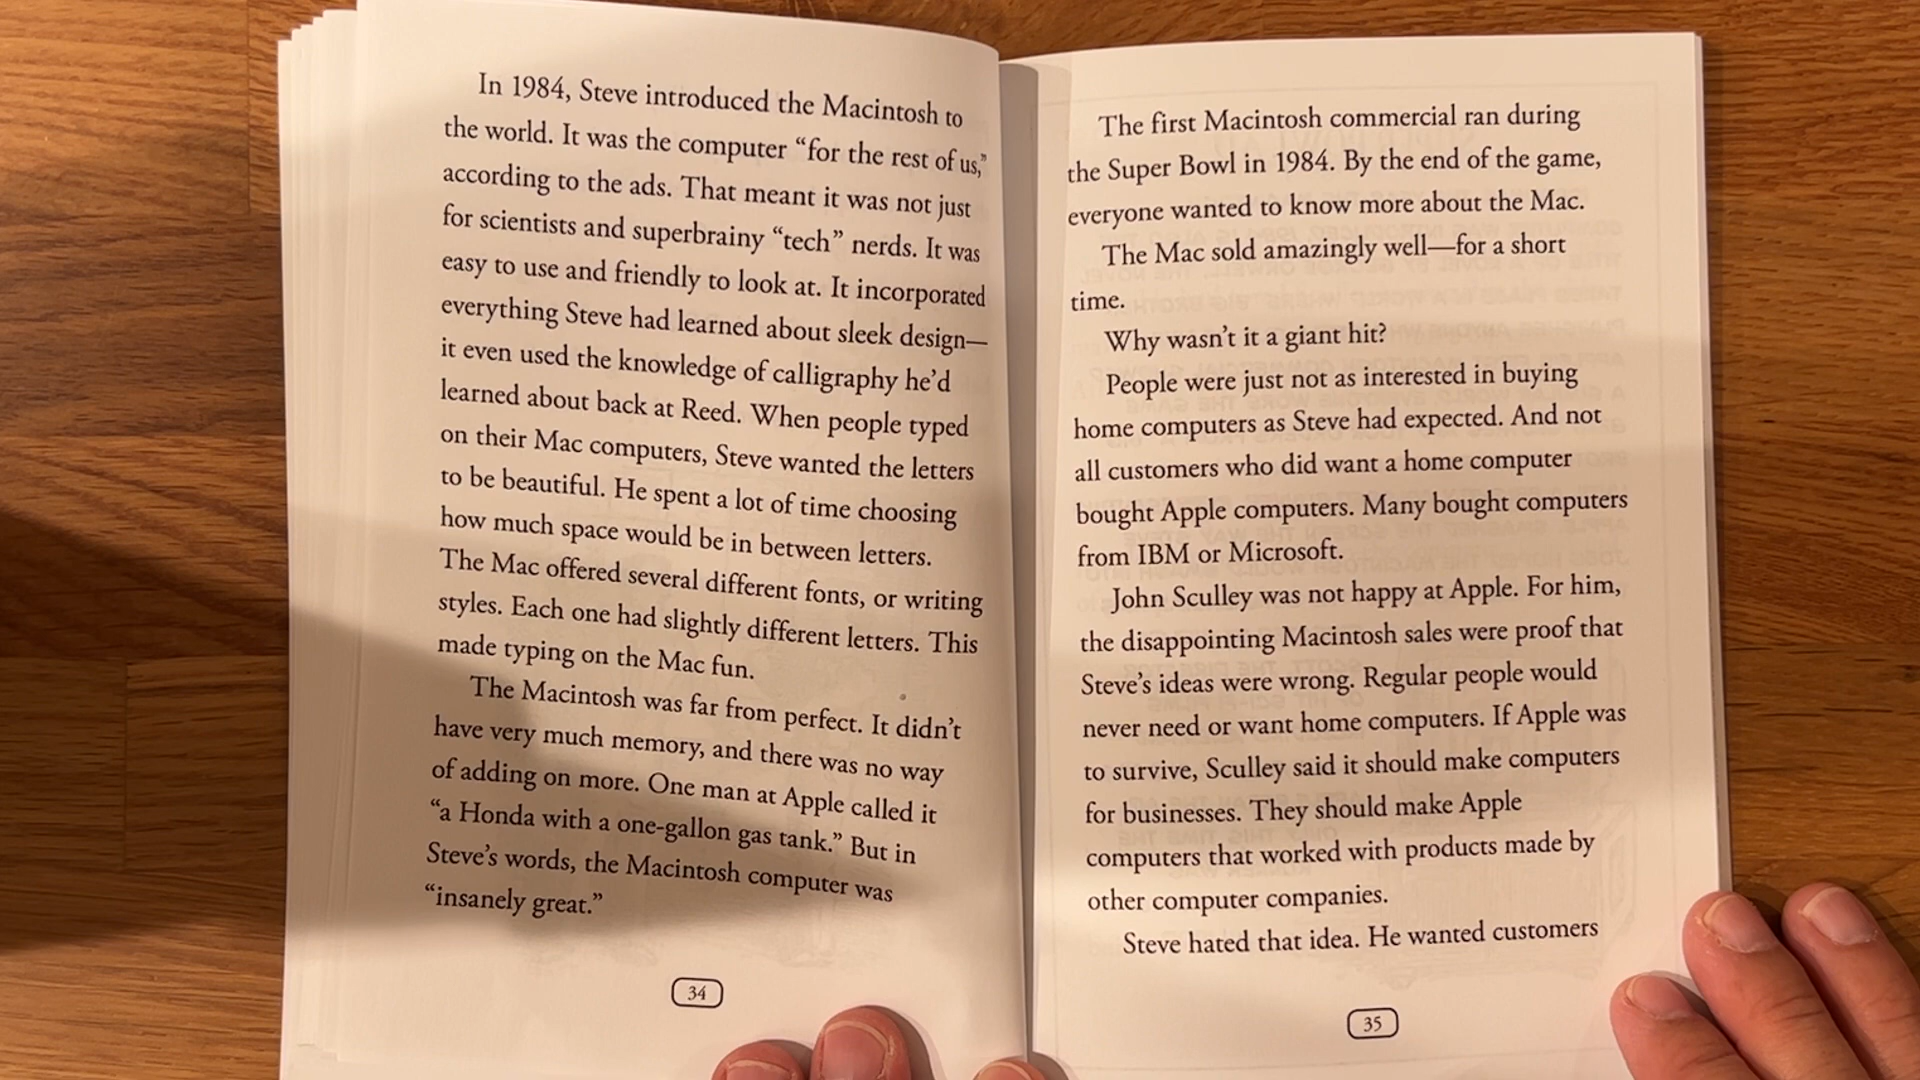 In 1984, Steve introduced the Macintosh to
the world. It was the computer “for the rest of us,”
according to the ads. That meant it was not just
for scientists and superbrainy “tech” nerds. It was
easy to use and friendly to look at. It incorporated
everything Steve had learned about sleek design—
it even used the knowledge of calligraphy he’d
learned about back at Reed. When people typed
on their Mac computers, Steve wanted the letters
to be beautiful. He spent a lot of time choosing
how much space would be in between letters.
The Mac offered several different fonts, or writing
styles. Each one had slightly different letters. This
made typing on the Mac fun.
The Macintosh was far from perfect. It didn’t
have very much memory, and there was no way
of adding on more. One man at Apple called it
“a Honda with a one-gallon gas tank.” But in
Steve’s words, the Macintosh computer was
“insanely great.”
34
The first Macintosh commercial ran during
the Super Bowl in 1984. By the end of the game,
everyone wanted to know more about the Mac.
The Mac sold amazingly well—for a short
time.
Why wasn’t it a giant hit?
People were just not as interested in buying
home computers as Steve had expected. And not
all customers who did want a home computer
bought Apple computers. Many bought computers
from IBM or Microsoft.
John Sculley was not happy at Apple. For him,
the disappointing Macintosh sales were proof that
Steve’s ideas were wrong. Regular people would
never need or want home computers. If Apple was
to survive, Sculley said it should make computers
for businesses. They should make Apple
computers that worked with products made by
other computer companies.
Steve hated that idea. He wanted customers
35